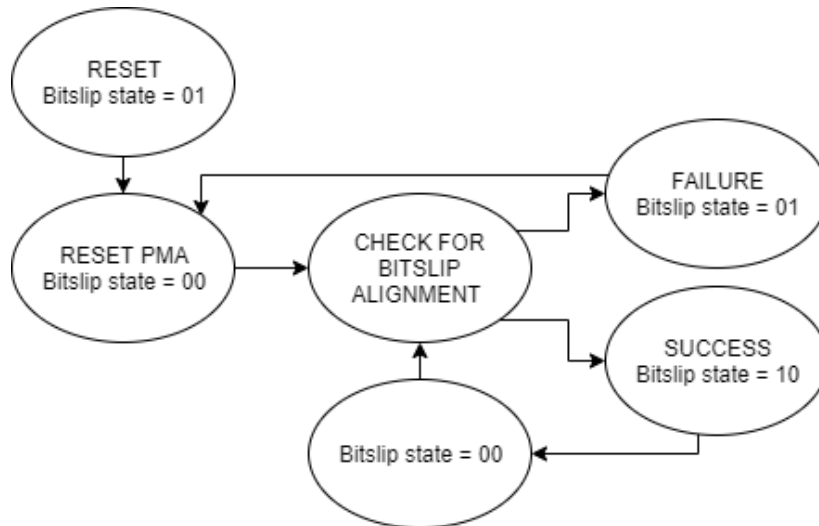 RESET
Bitslip state = 01
FAILURE
Bitslip state = 01
RESET PMA
Bitslip state = 00
CHECK FOR
BITSLIP
ALIGNMENT
SUCCESS
Bitslip state = 10
Bitslip state = 00